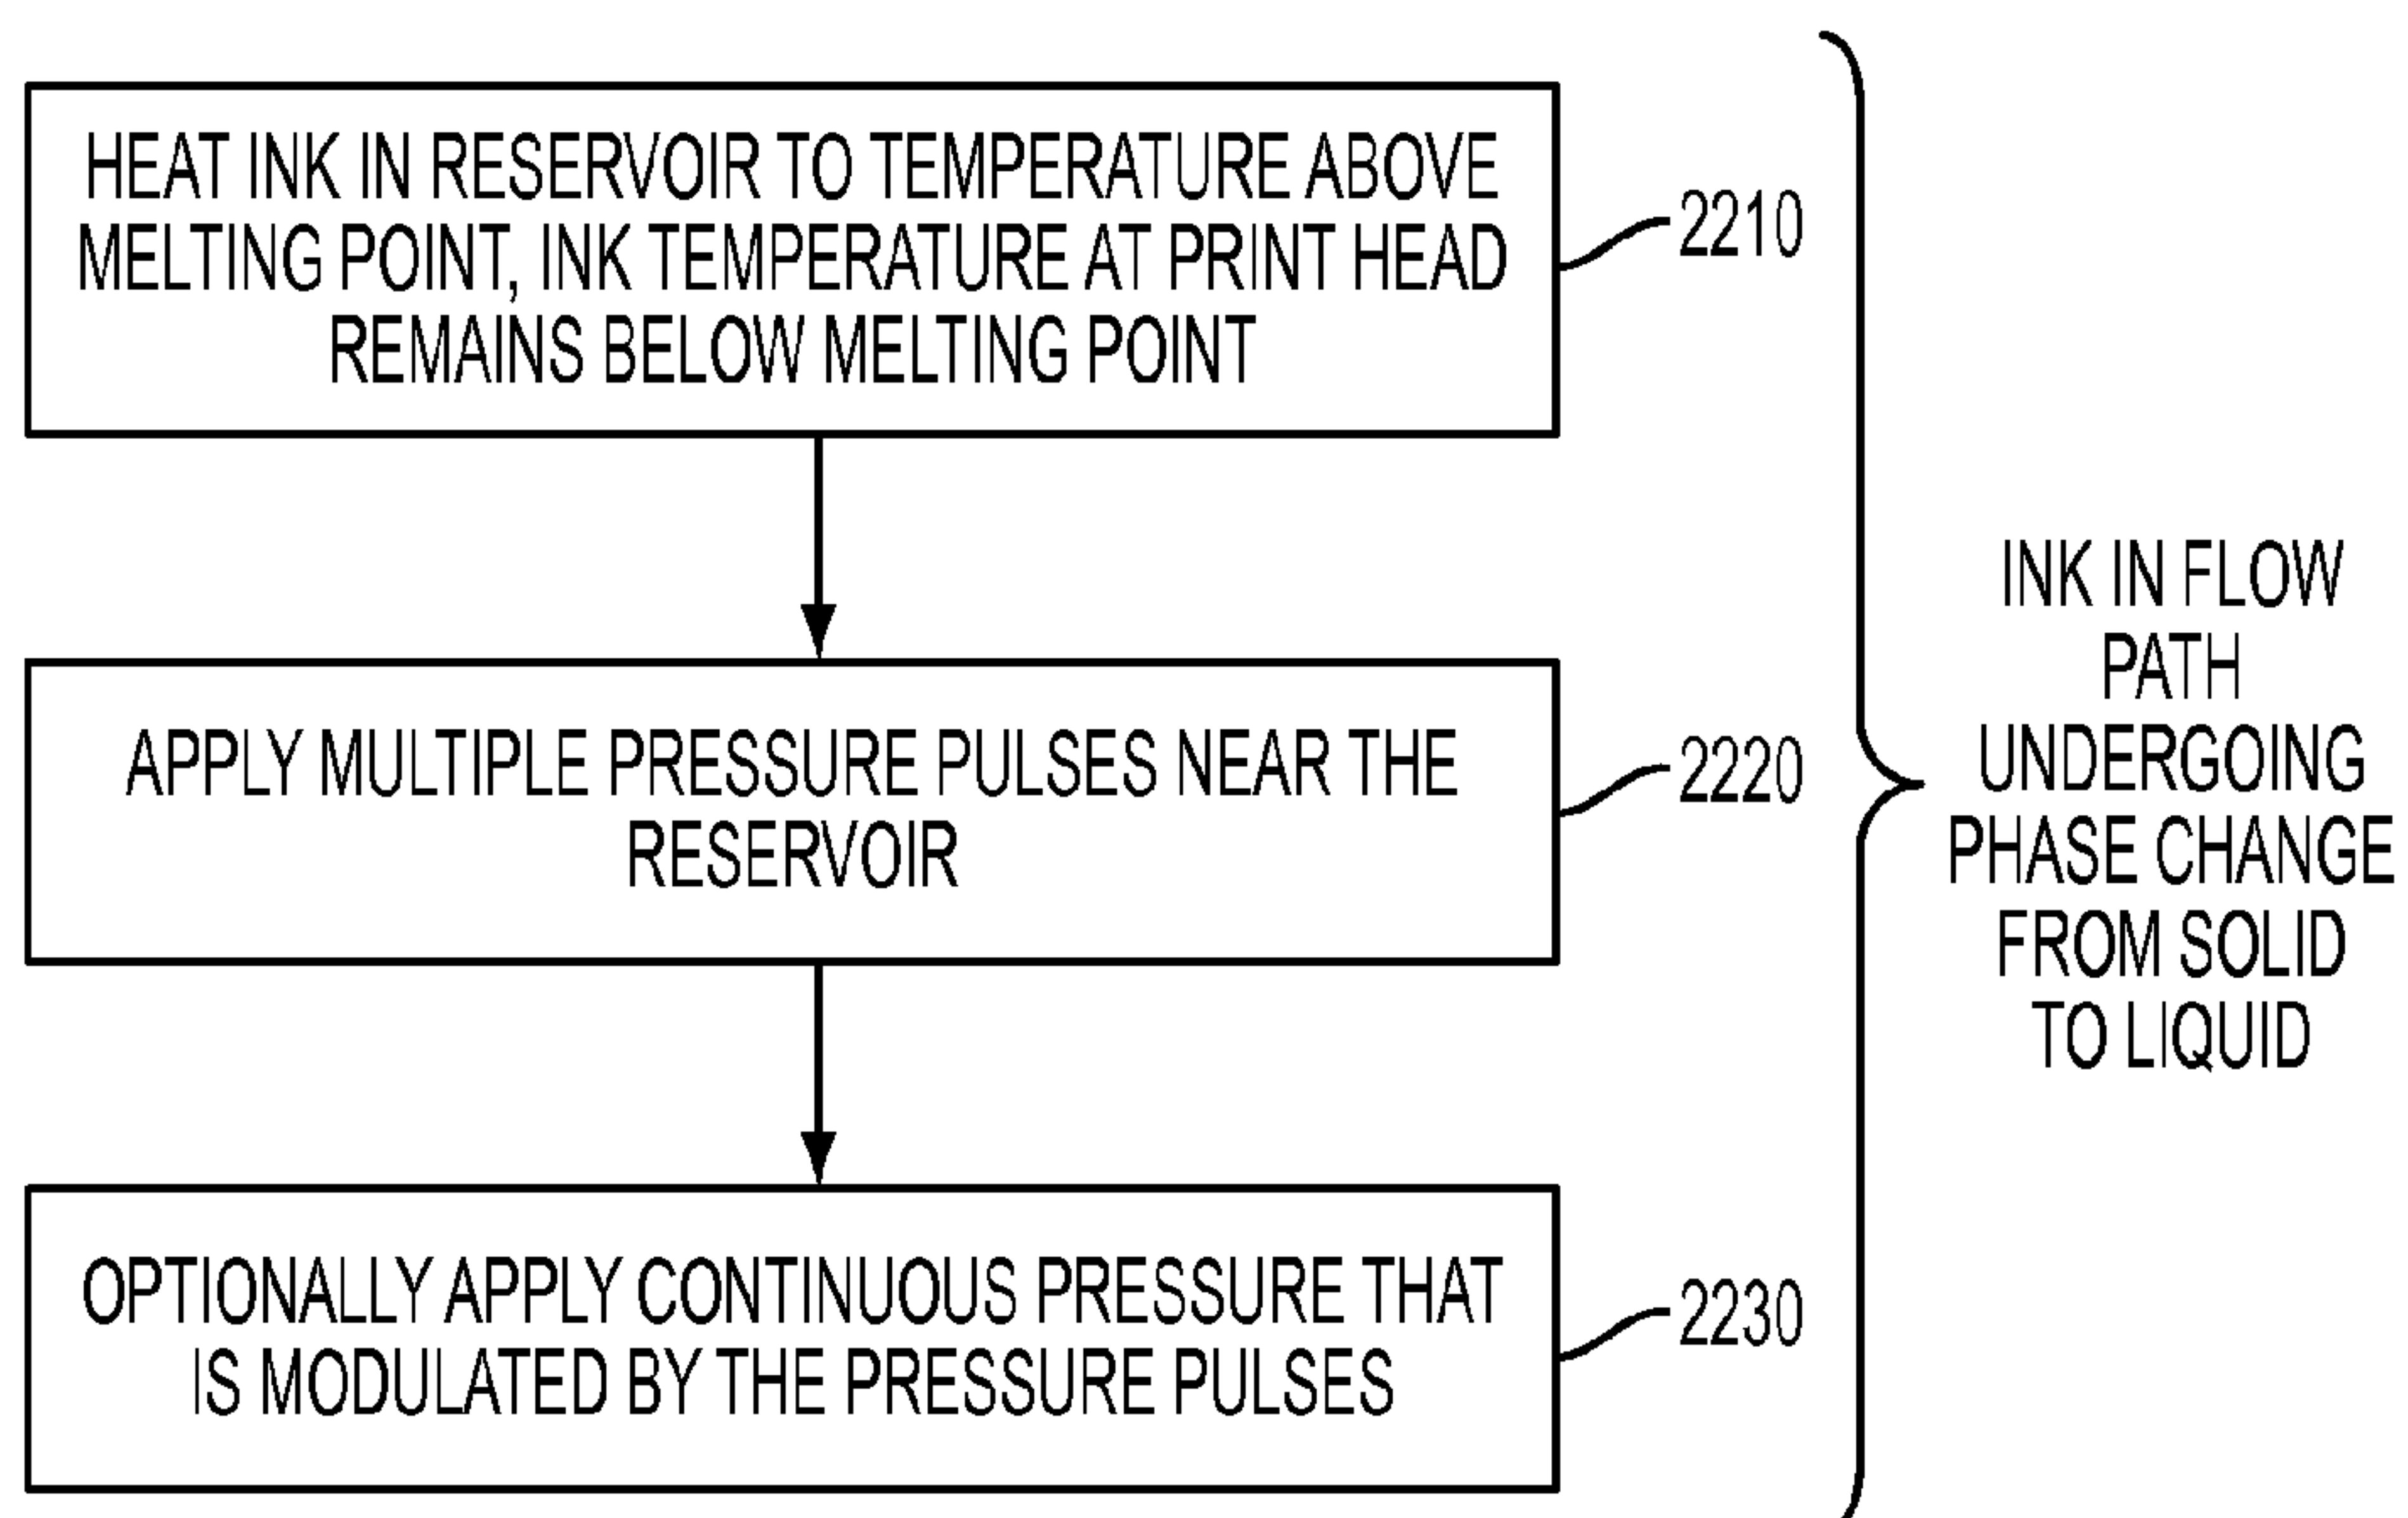 HEAT INK IN RESERVOIR TO TEMPERATURE ABOVE
MELTING POINT, INK TEMPERATURE AT PRINT HEAD
REMAINS BELOW MELTING POINT
2210
APPLY MULTIPLE PRESSURE PULSES NEAR THE
RESERVOIR
2220
OPTIONALLY APPLY CONTINUOUS PRESSURE THAT
IS MODULATED BY THE PRESSURE PULSES
2230
INK IN FLOW
PATH
UNDERGOING
PHASE CHANGE
FROM SOLID
TO LIQUID